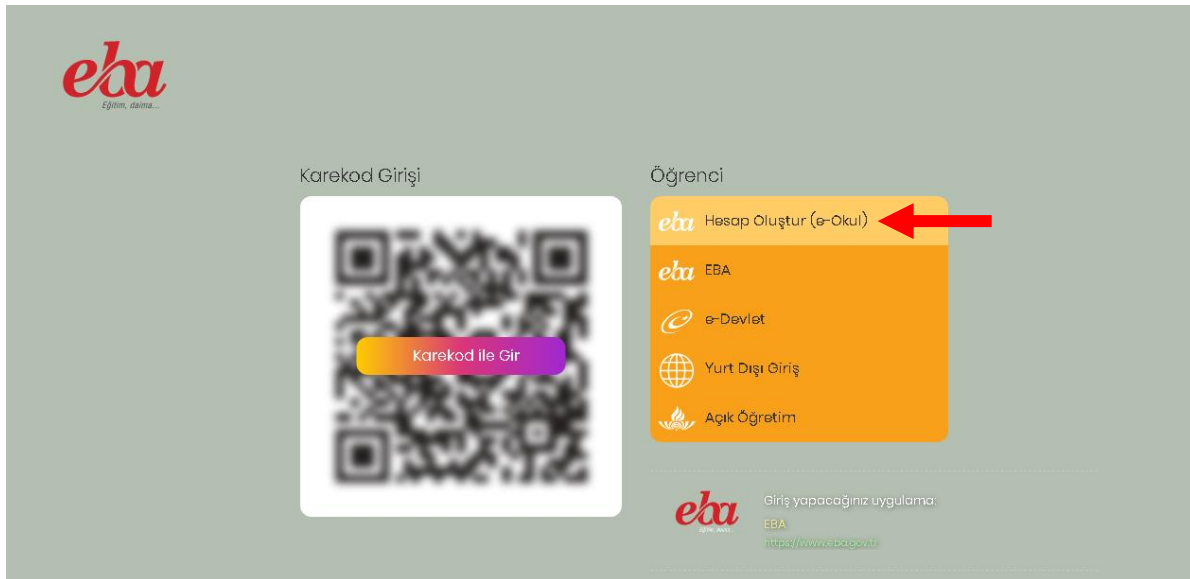 eba
Eğitim, daima...
Karekod Girişi
Karekod ile Gir
Öğrenci
eba Hesap Oluştur (e-Okul)
eba EBA
e-Devlet
Yurt Dışı Giriş
Açık Öğretim
eba
Giriş yapacağınız uygulama:
EBA
https://www.eba.gov.tr